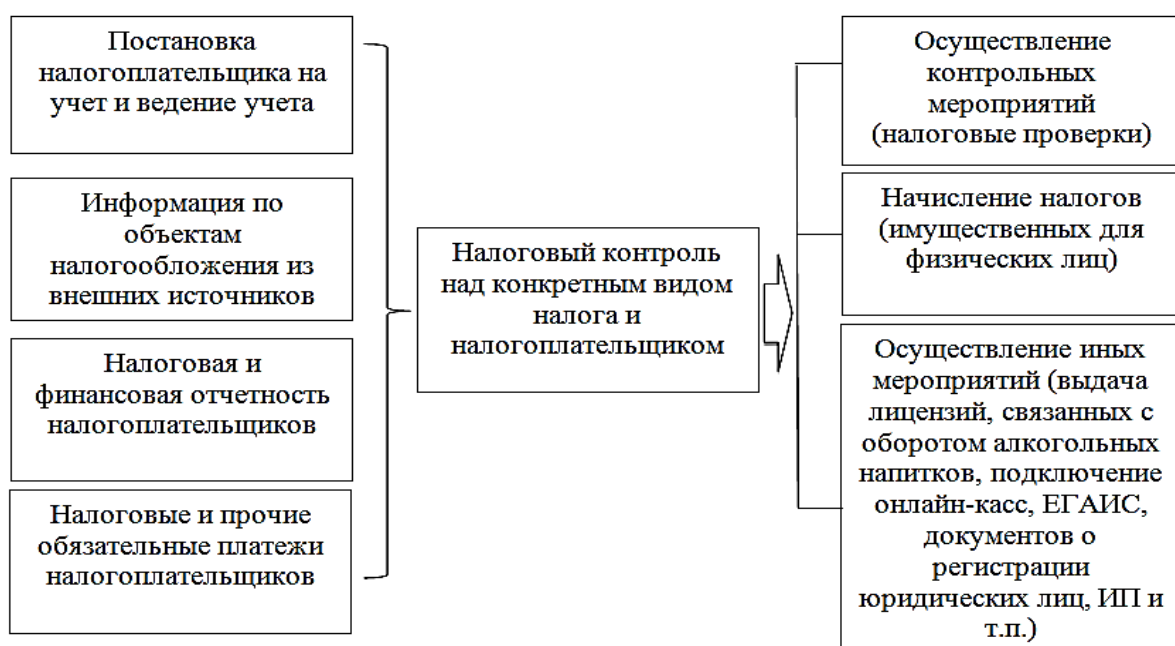 Постановка
налогоплательщика на
учет и ведение учета
Информация по
объектам
налогообложения из
внешних источников
Налоговая и
финансовая отчетность
налогоплательщиков
Налоговые и прочие
обязательные платежи
налогоплательщиков
Налоговый контроль
над конкретным видом
налога и
налогоплательщиком
Осуществление
контрольных
мероприятий
(налоговые проверки)
Начисление налогов
(имущественных для
физических лиц)
Осуществление иных
мероприятий (выдача
лицензий, связанных с
оборотом алкогольных
напитков, подключение
онлайн-касс, ЕГАИС,
документов о
регистрации
юридических лиц, ИП и
т.п.)